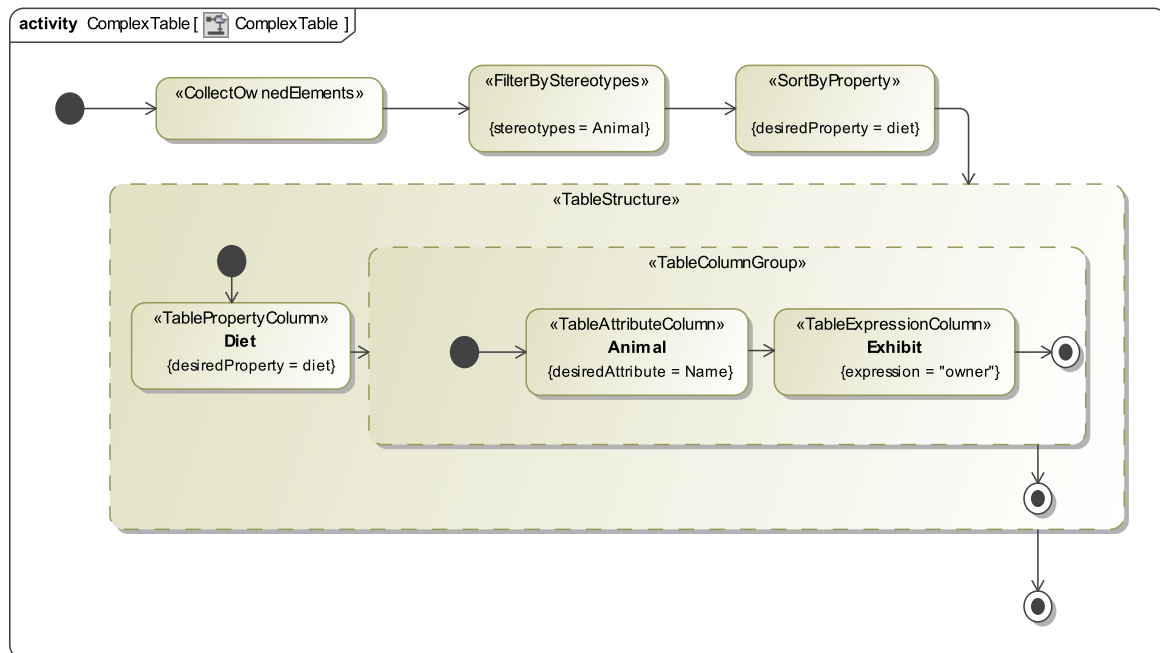 activity ComplexTable [ ComplexTable ]
«CollectOwnedElements»
«FilterByStereotypes»
{stereotypes = Animal}
«SortByProperty»
{desiredProperty = diet}
«TableStructure»
«TablePropertyColumn»
Diet
{desiredProperty = diet}
«TableColumnGroup»
«TableAttributeColumn»
Animal
{desiredAttribute = Name}
«TableExpressionColumn»
Exhibit
{expression = "owner"}